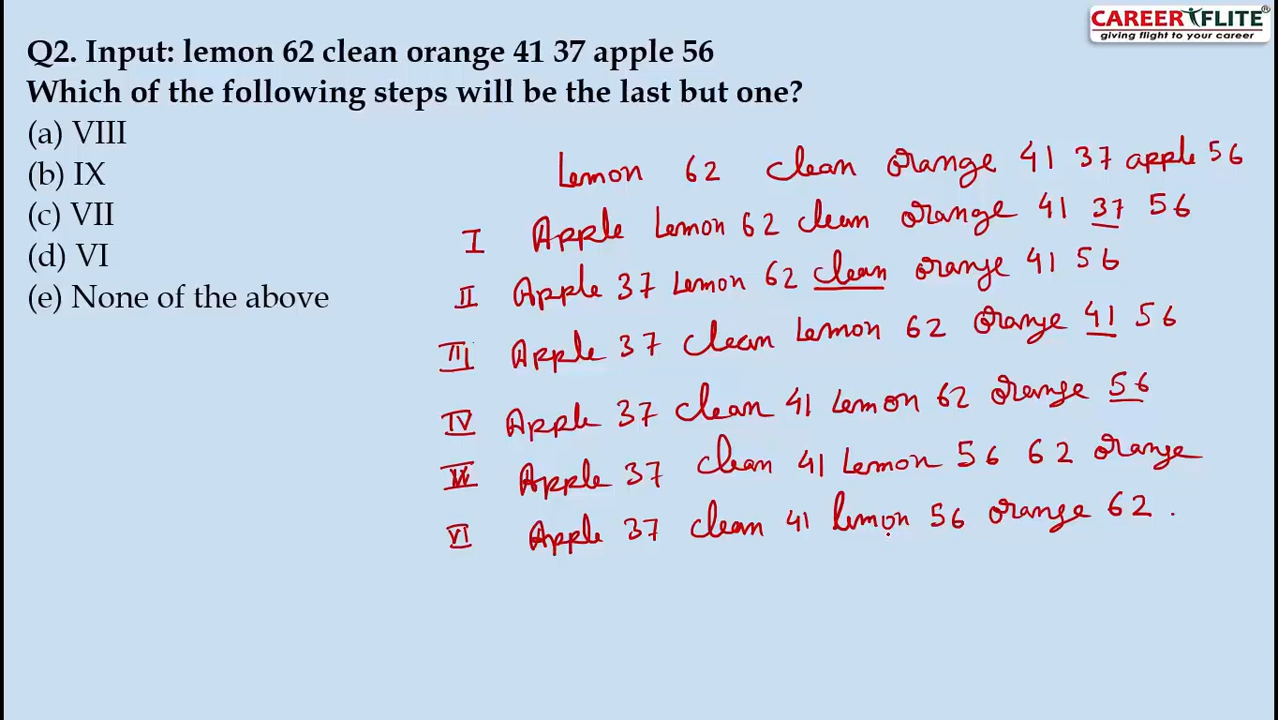 CAREER FLITE
giving flight to your career
Q2. Input: lemon 62 clean orange 41 37 apple 56
Which of the following steps will be the last but one?
(a) VIII
(b) IX
(c) VII
(d) VI
(e) None of the above
Lemon 62 clean orange 41 37 apple 56
I Apple Lemon 62 clean orange 41 37 56
II Apple 37 Lemon 62 clean orange 41 56
III Apple 37 clean Lemon 62 orange 41 56
IV Apple 37 clean 41 Lemon 62 orange 56
V Apple 37 clean 41 Lemon 56 62 orange
VI Apple 37 clean 41 lemon 56 orange 62 .